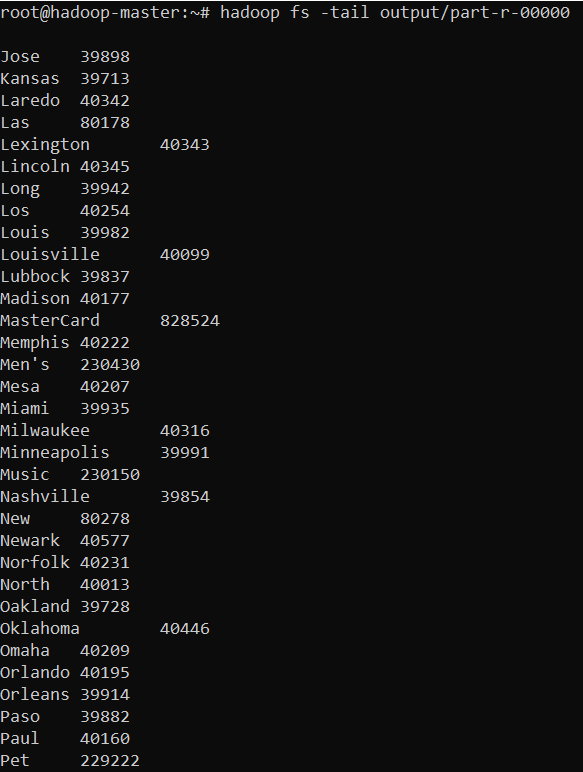 root@hadoop-master:~# hadoop fs -tail output/part-r-00000
Jose	39898
Kansas	39713
Laredo	40342
Las	80178
Lexington	40343
Lincoln	40345
Long	39942
Los	40254
Louis	39982
Louisville	40099
Lubbock	39837
Madison	40177
MasterCard	828524
Memphis	40222
Men's	230430
Mesa	40207
Miami	39935
Milwaukee	40316
Minneapolis	39991
Music	230150
Nashville	39854
New	80278
Newark	40577
Norfolk	40231
North	40013
Oakland	39728
Oklahoma	40446
Omaha	40209
Orlando	40195
Orleans	39914
Paso	39882
Paul	40160
Pet	229222